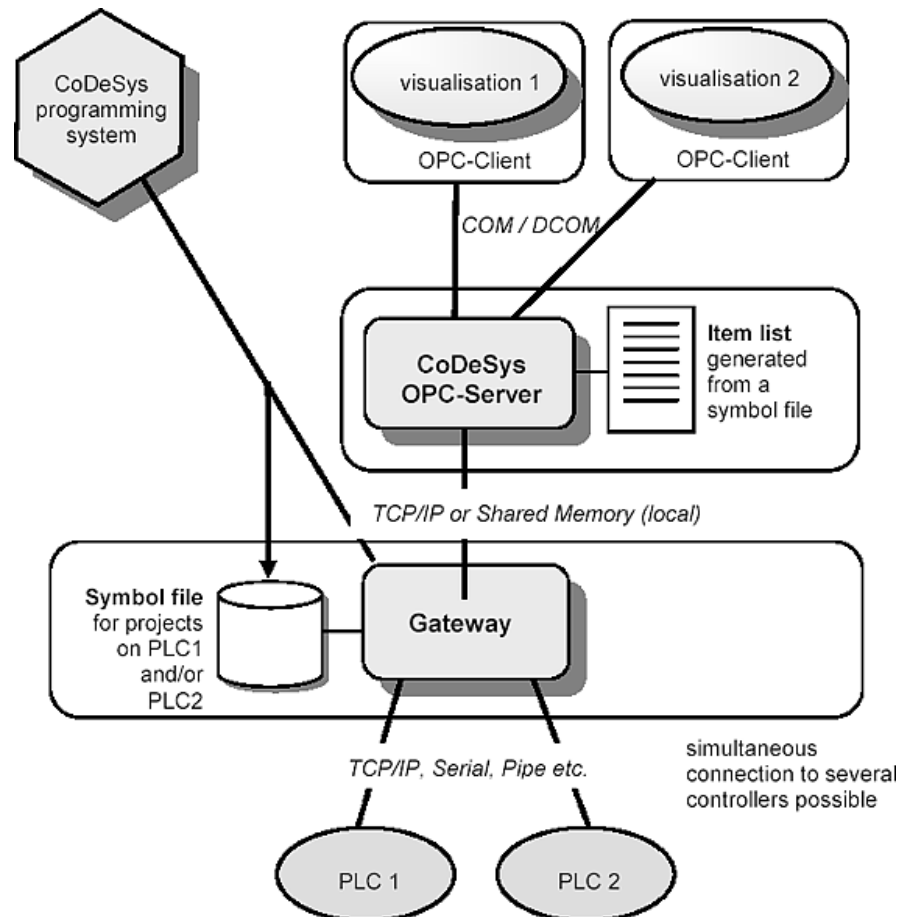 CoDeSys
programming
system
visualisation 1
OPC-Client
visualisation 2
OPC-Client
COM / DCOM
CoDeSys
OPC-Server
Item list
generated
from a
symbol file
TCP/IP or Shared Memory (local)
Symbol file
for projects
on PLC1
and/or
PLC2
Gateway
TCP/IP, Serial, Pipe etc.
simultaneous
connection to several
controllers possible
PLC 1
PLC 2